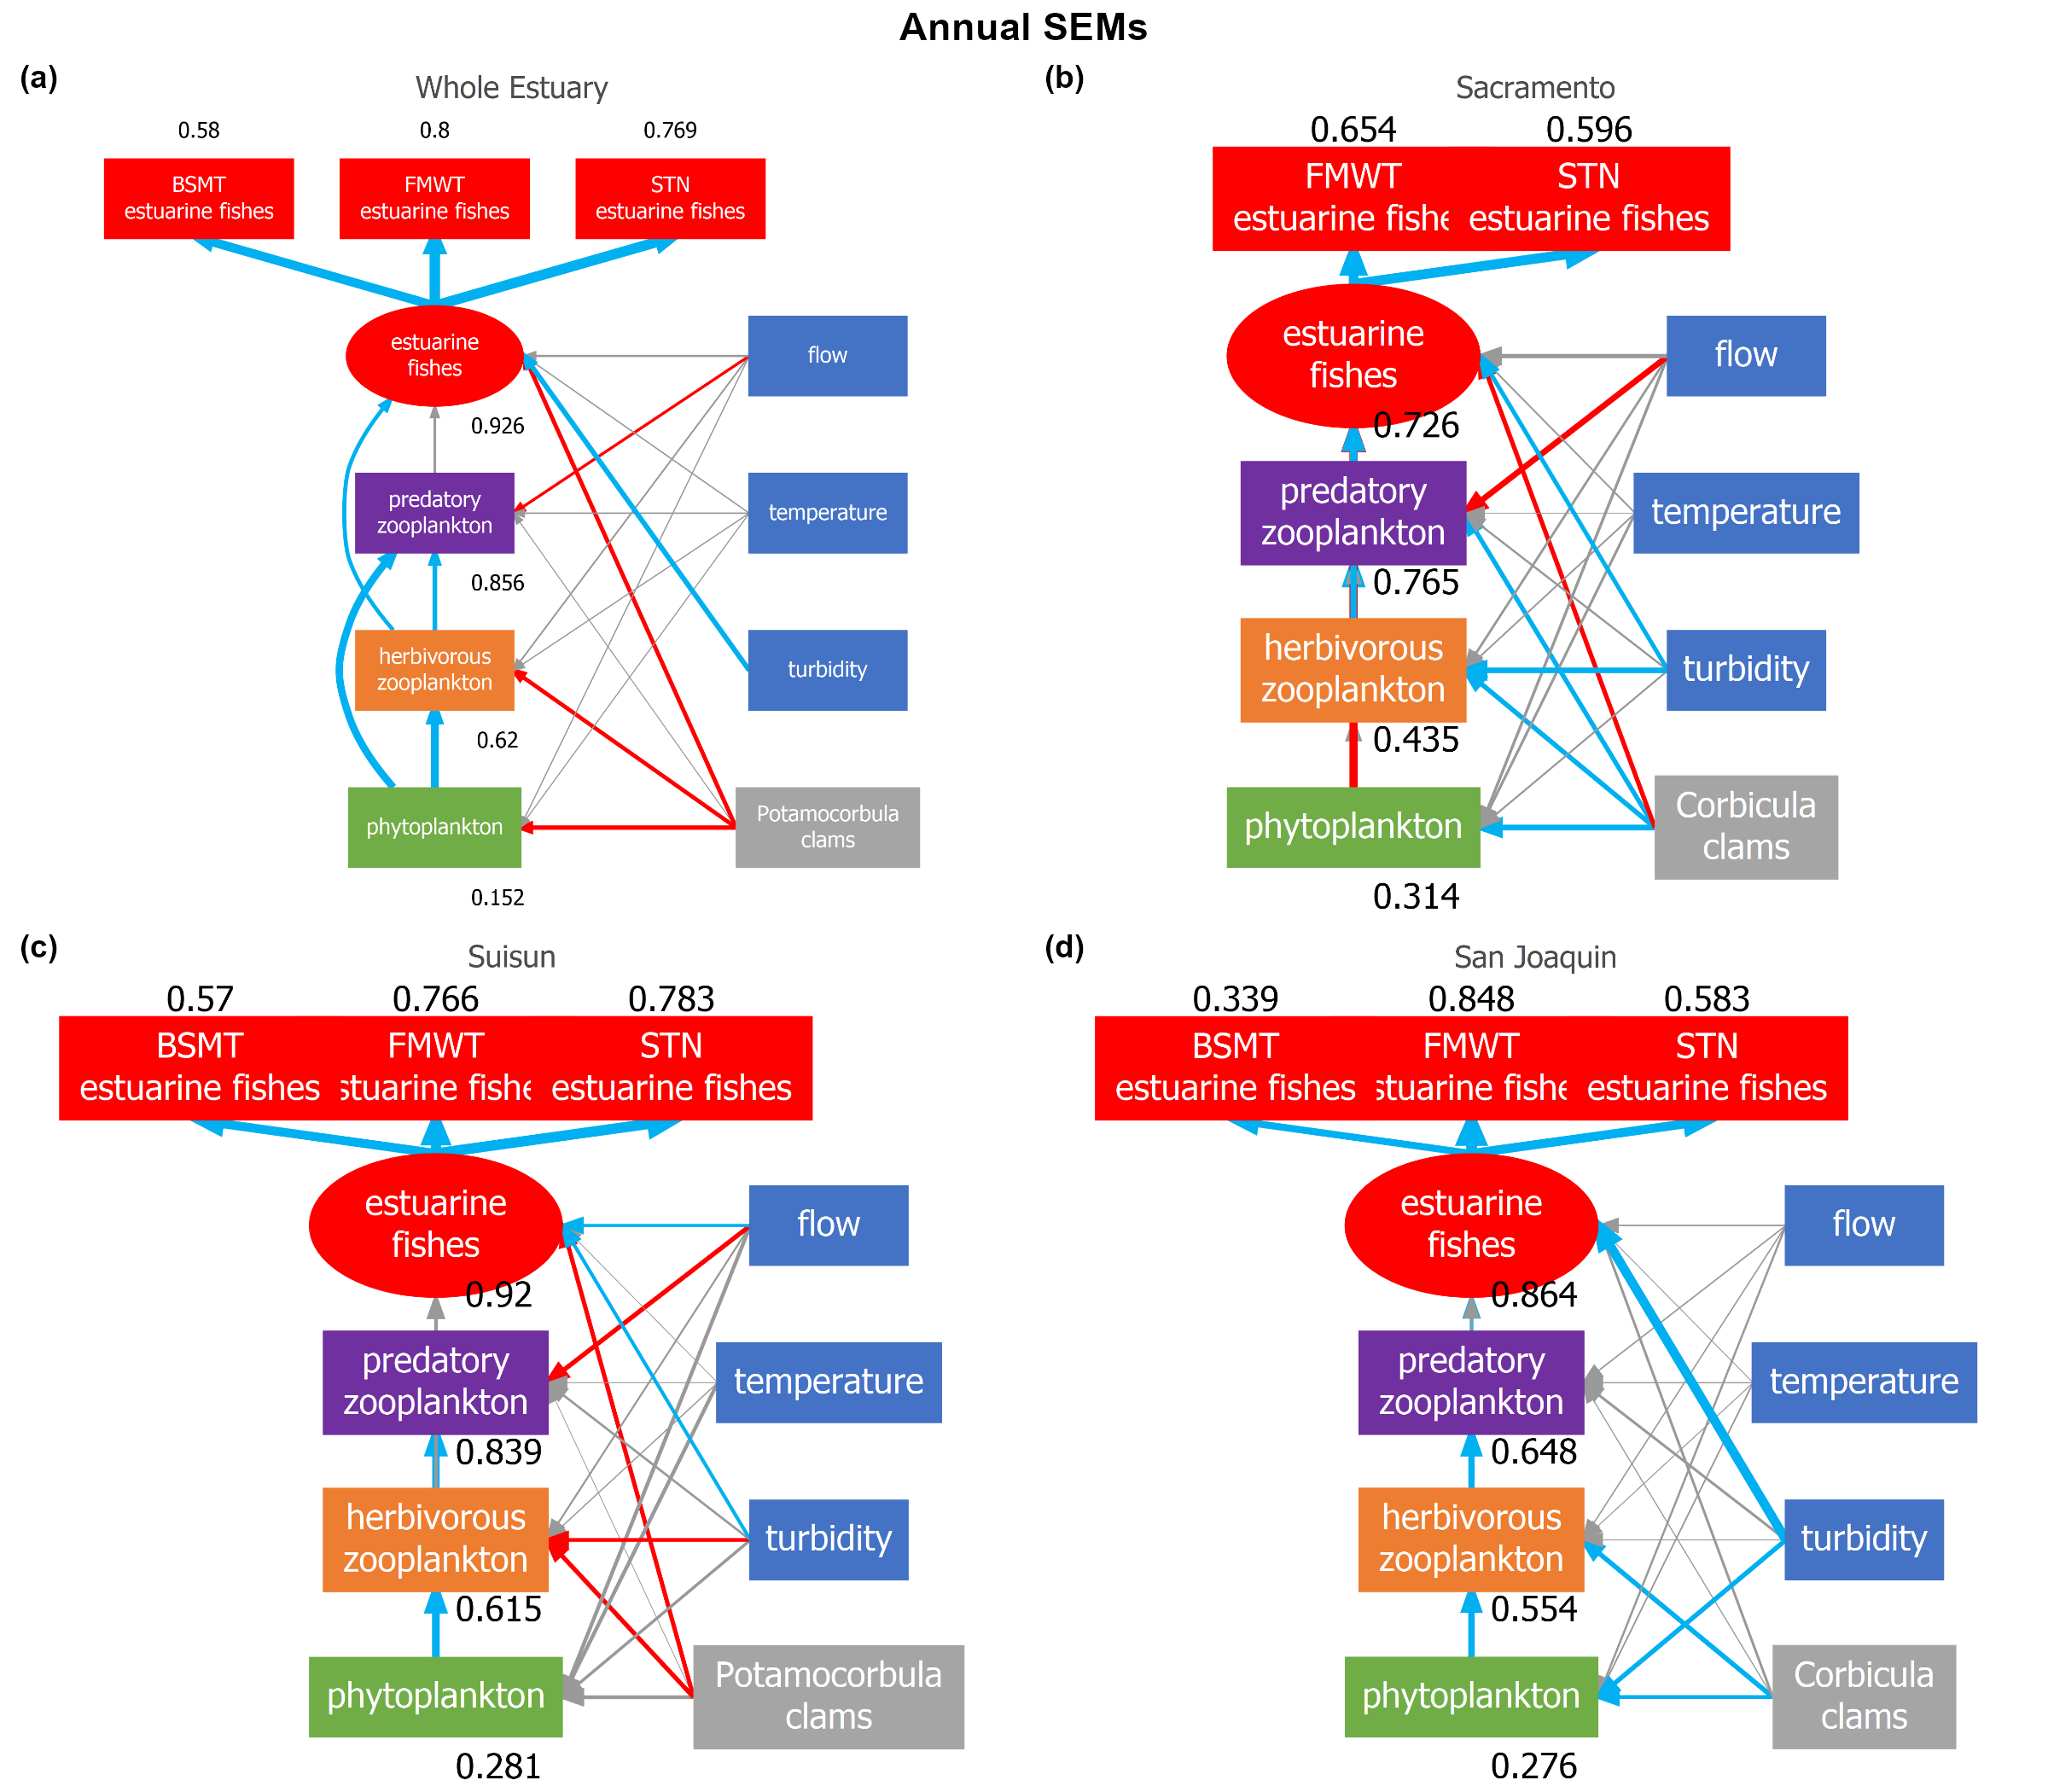 Annual SEMs
(a)
Whole Estuary
0.58
0.8
0.769
BSMT
estuarine fishes
FMWT
estuarine fishes
STN
estuarine fishes
estuarine
fishes
flow
0.926
predatory
zooplankton
temperature
0.856
herbivorous
zooplankton
turbidity
0.62
phytoplankton
Potamocorbula
clams
0.152
(b)
Sacramento
0.654
0.596
FMWT
estuarine fishe
STN
estuarine fishes
estuarine
fishes
flow
0.726
predatory
zooplankton
temperature
0.765
herbivorous
zooplankton
turbidity
0.435
phytoplankton
Corbicula
clams
0.314
(c)
Suisun
0.57
0.766
0.783
BSMT
estuarine fishes
FMWT
stuarine fishe
STN
estuarine fishes
estuarine
fishes
flow
0.92
predatory
zooplankton
temperature
0.839
herbivorous
zooplankton
turbidity
0.615
phytoplankton
Potamocorbula
clams
0.281
(d)
San Joaquin
0.339
0.848
0.583
BSMT
estuarine fishes
FMWT
stuarine fishe
STN
estuarine fishes
estuarine
fishes
flow
0.864
predatory
zooplankton
temperature
0.648
herbivorous
zooplankton
turbidity
0.554
phytoplankton
Corbicula
clams
0.276